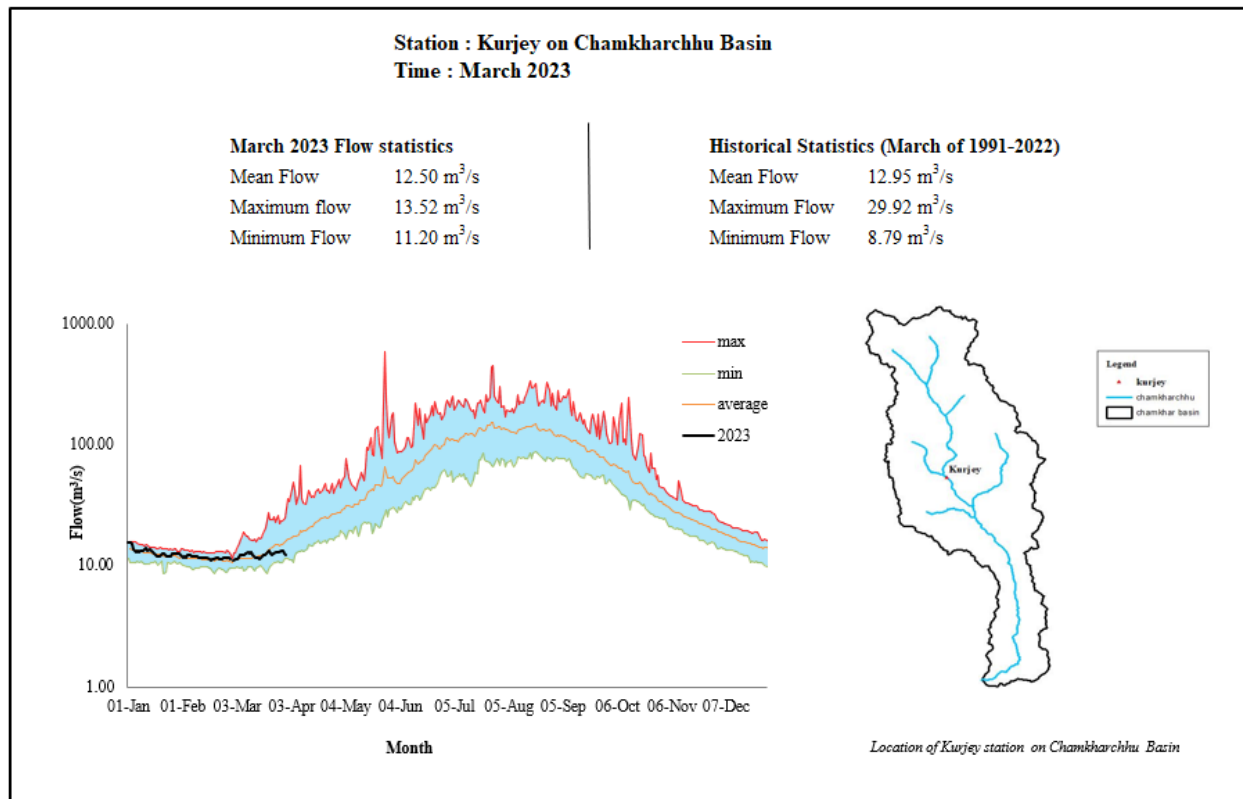 Station : Kurjey on Chamkharchhu Basin
Time : March 2023
March 2023 Flow statistics
Mean Flow 12.50 m³/s
Maximum flow 13.52 m³/s
Minimum Flow 11.20 m³/s
Historical Statistics (March of 1991-2022)
Mean Flow 12.95 m³/s
Maximum Flow 29.92 m³/s
Minimum Flow 8.79 m³/s
1000.00
100.00
10.00
1.00
Flow(m³/s)
max
min
average
2023
01-Jan 01-Feb 03-Mar 03-Apr 04-May 04-Jun 05-Jul 05-Aug 05-Sep 06-Oct 06-Nov 07-Dec
Month
Kurjey
Legend
kurjey
chamkharchhu
chamkhar basin
Location of Kurjey station on Chamkharchhu Basin